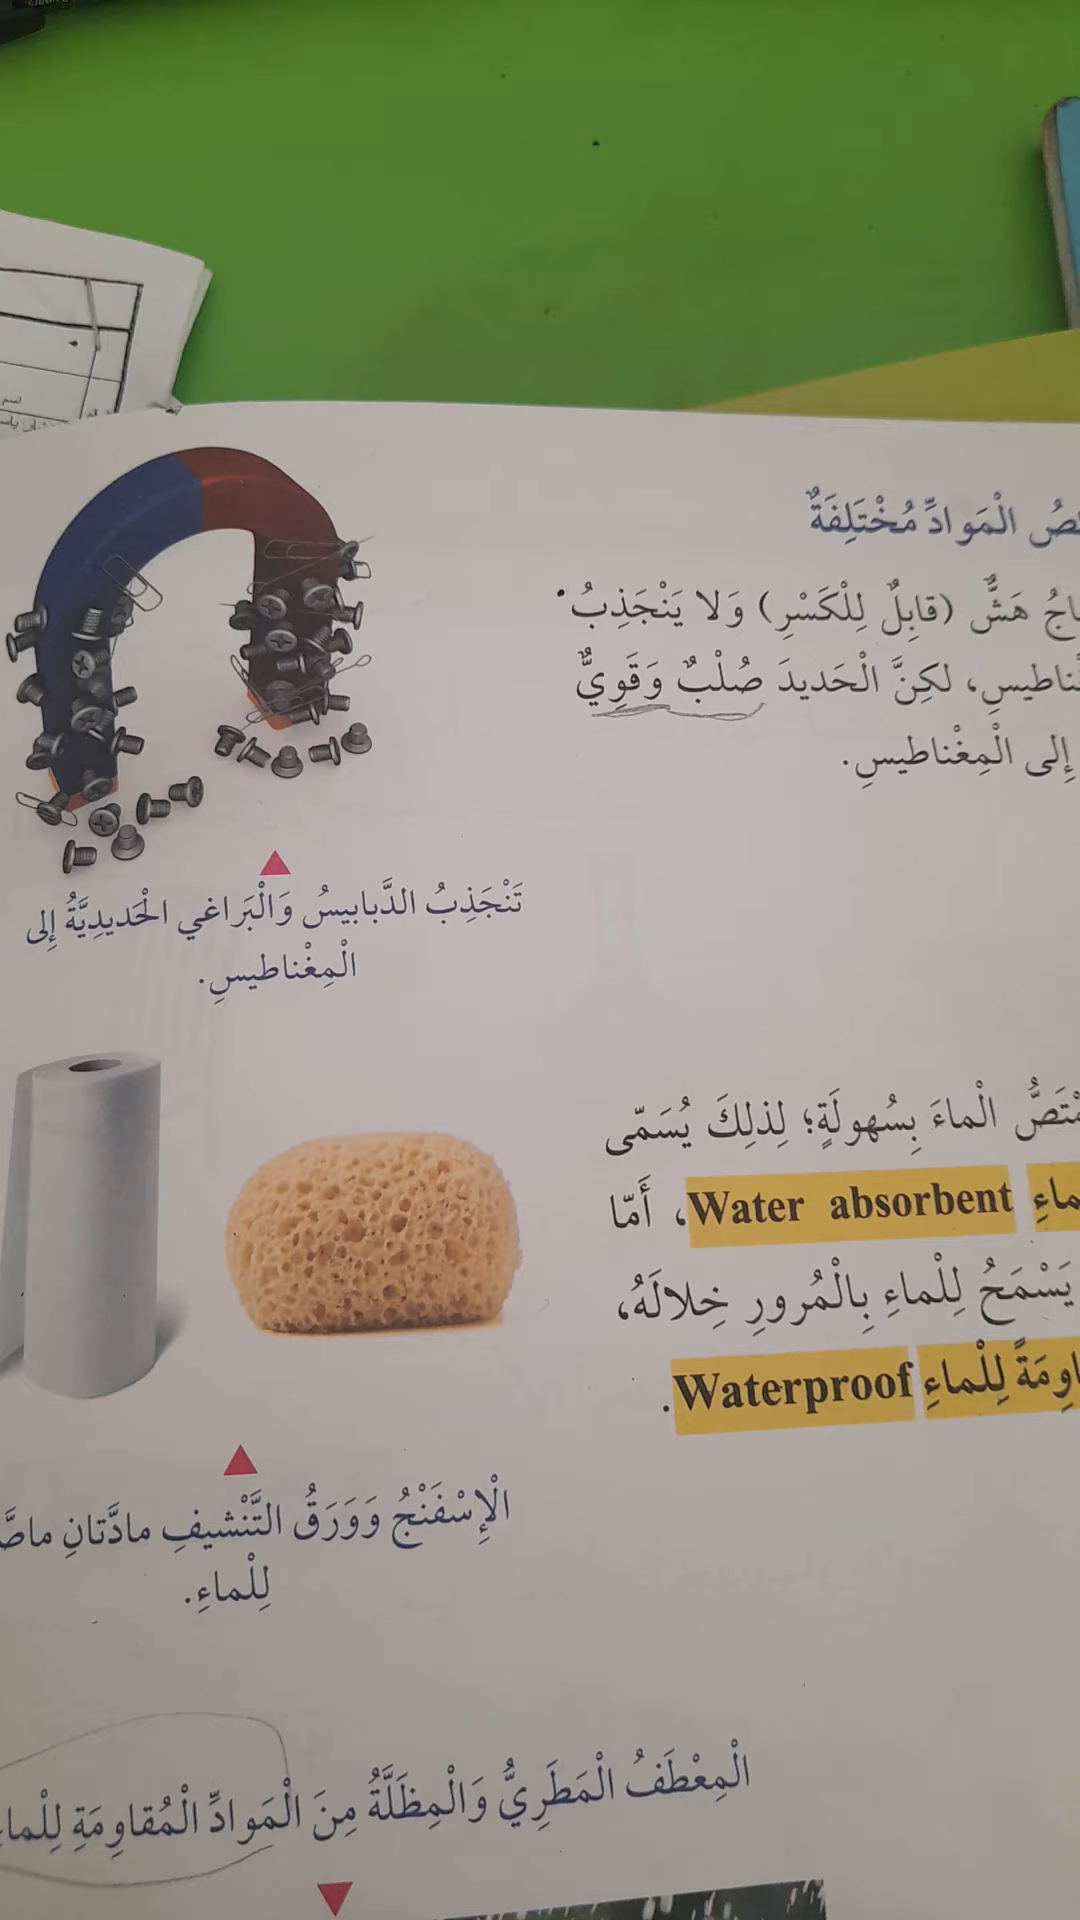 الْمَوادِّ مُخْتَلِفَةٌ
هَشٌّ (قابِلٌ لِلْكَسْرِ) وَلا يَنْجَذِبُ
لكِنَّ الْحَديدَ صُلْبٌ وَقَوِيٌّ
إِلى الْمِغْناطيسِ.
تَنْجَذِبُ الدَّبابيسُ وَالْبَراغي الْحَديدِيَّةُ إِلى
الْمِغْناطيسِ.
الْماءَ بِسُهولَةٍ؛ لِذلِكَ يُسَمّى
Water absorbent، أَمّا
يَسْمَحُ لِلْماءِ بِالْمُرورِ خِلالَهُ،
لِلْماءِ Waterproof.
الْإِسْفَنْجُ وَوَرَقُ التَّنْشيفِ مادَّتانِ
لِلْماءِ.
الْمِعْطَفُ الْمَطَرِيُّ وَالْمِظَلَّةُ مِنَ الْمَوادِّ الْمُقاوِمَةِ